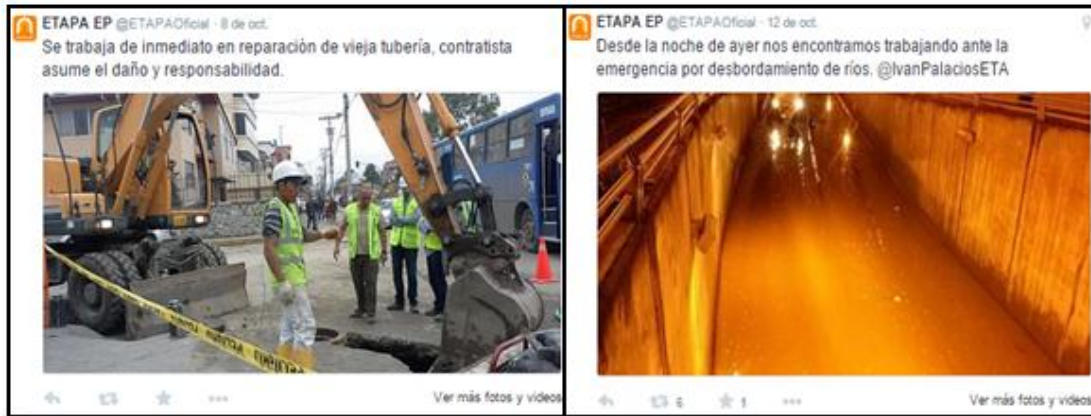 ETAPA EP @ETAPAOficial · 8 de oct.
Se trabaja de inmediato en reparación de vieja tubería, contratista
asume el daño y responsabilidad.
Ver más fotos y videos
ETAPA EP @ETAPAOficial · 12 de oct.
Desde la noche de ayer nos encontramos trabajando ante la
emergencia por desbordamiento de ríos. @IvanPalaciosETA
6 1
Ver más fotos y videos